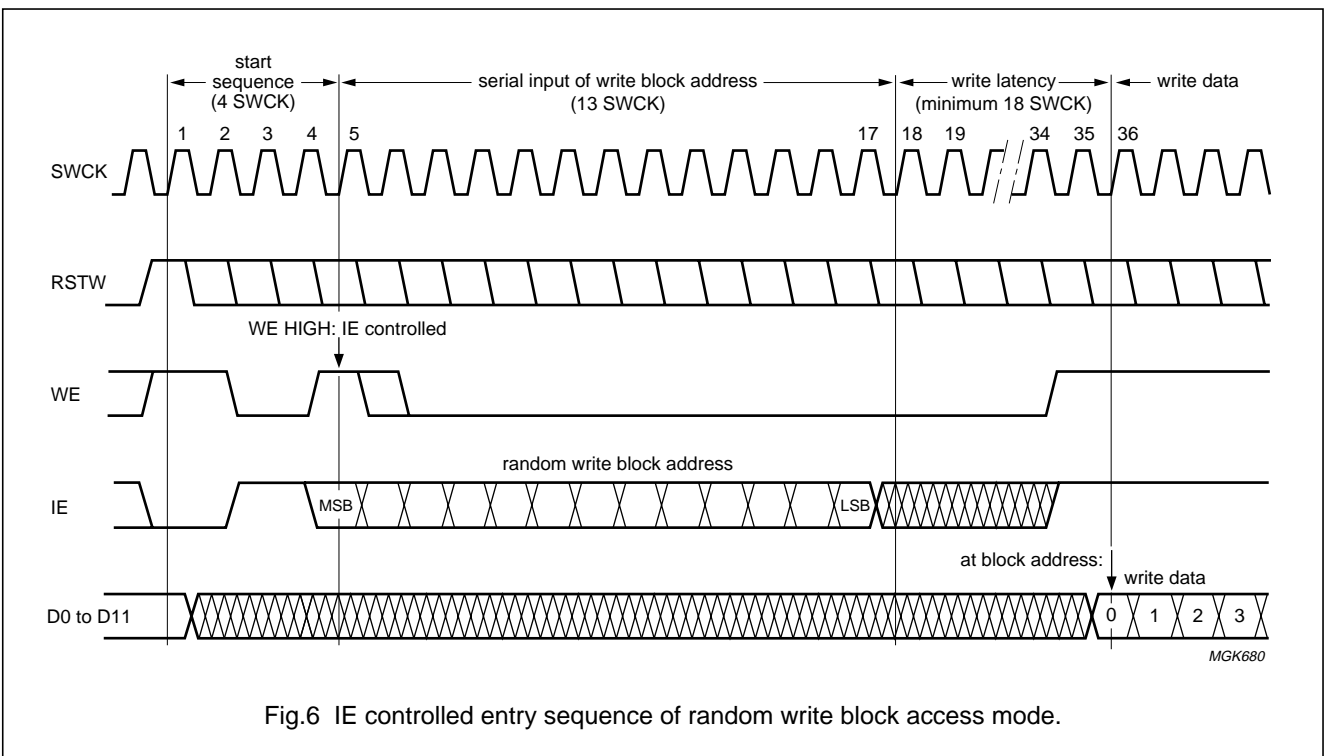 start
sequence
(4 SWCK)
serial input of write block address
(13 SWCK)
write latency
(minimum 18 SWCK)
write data
1 2 3 4 5 17 18 19 34 35 36
SWCK
RSTW
WE HIGH: IE controlled
WE
random write block address
IE
MSB
LSB
at block address:
write data
D0 to D11
0 1 2 3
MGK680
Fig.6 IE controlled entry sequence of random write block access mode.